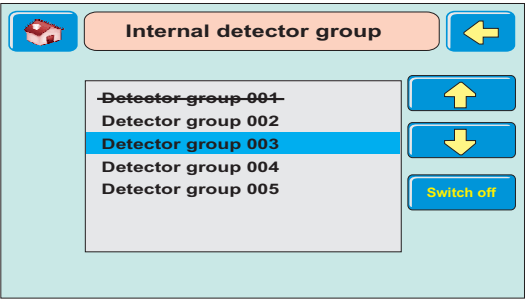 Internal detector group
Detector group 001
Detector group 002
Detector group 003
Detector group 004
Detector group 005
Switch off